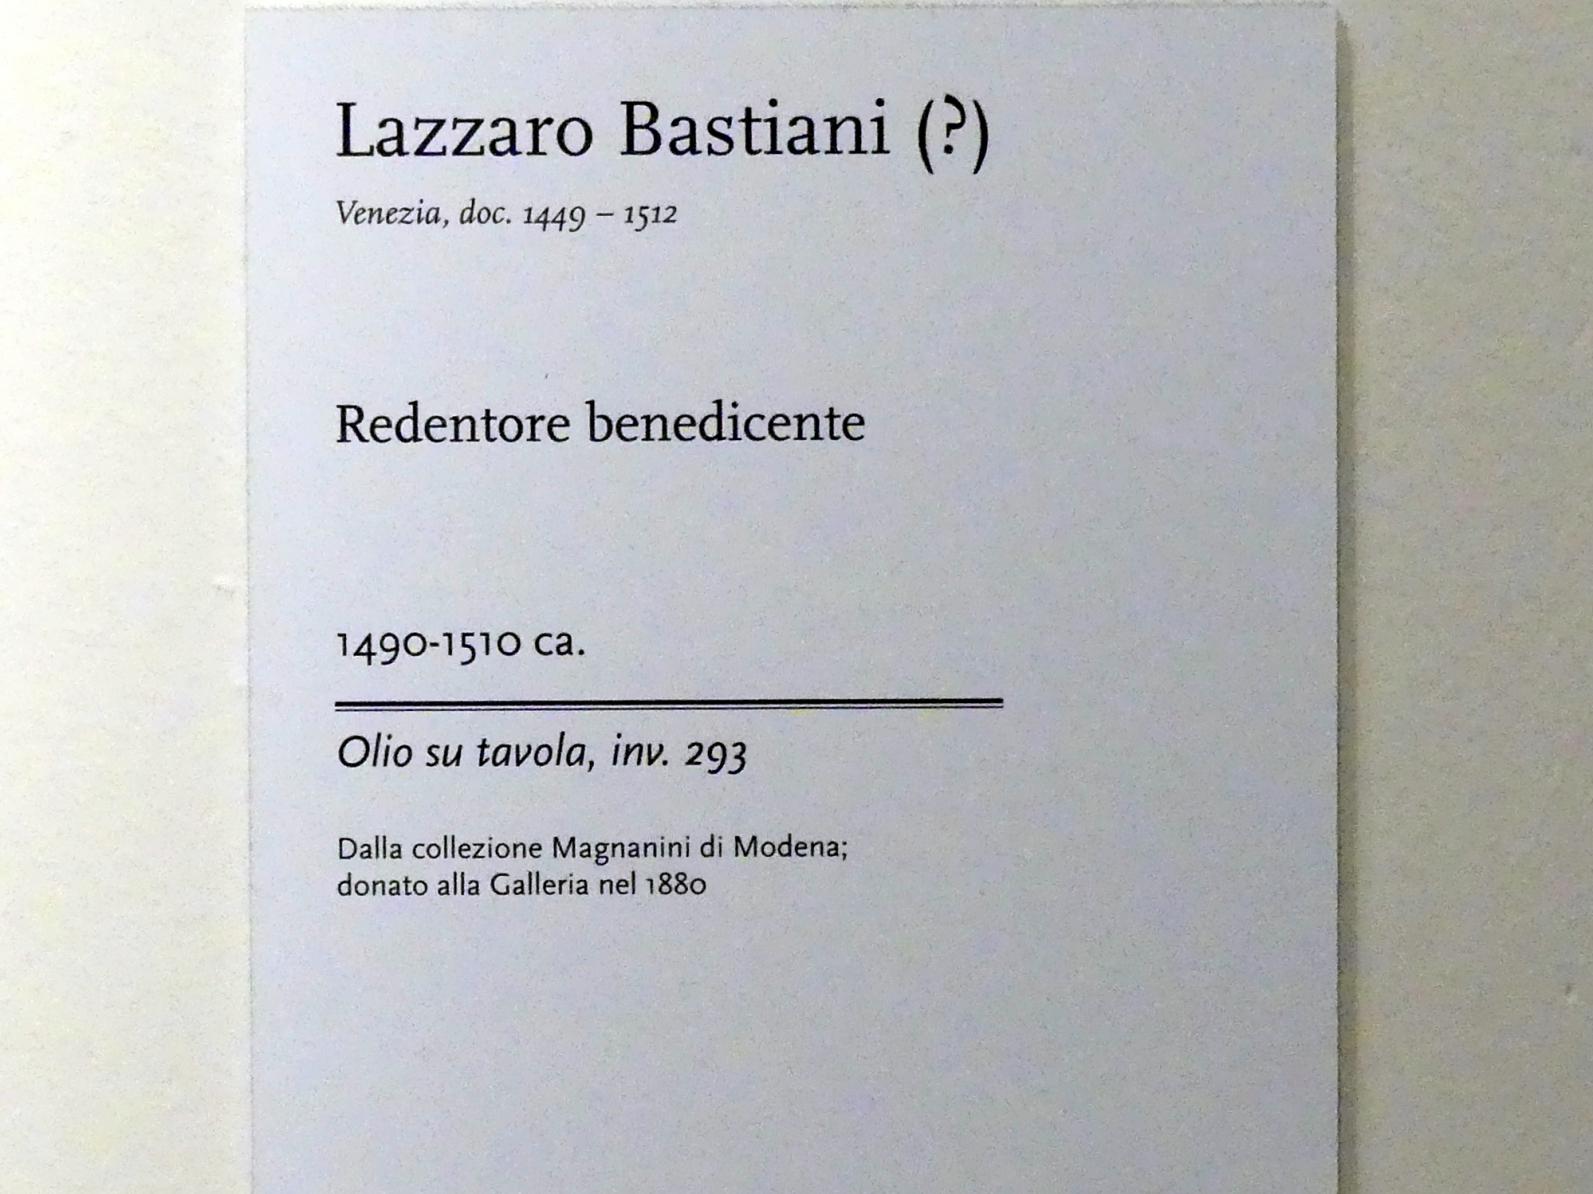 Lazzaro Bastiani (?)
Venezia, doc. 1449 – 1512
Redentore benedicente
1490-1510 ca.
Olio su tavola, inv. 293
Dalla collezione Magnanini di Modena;
donato alla Galleria nel 1880